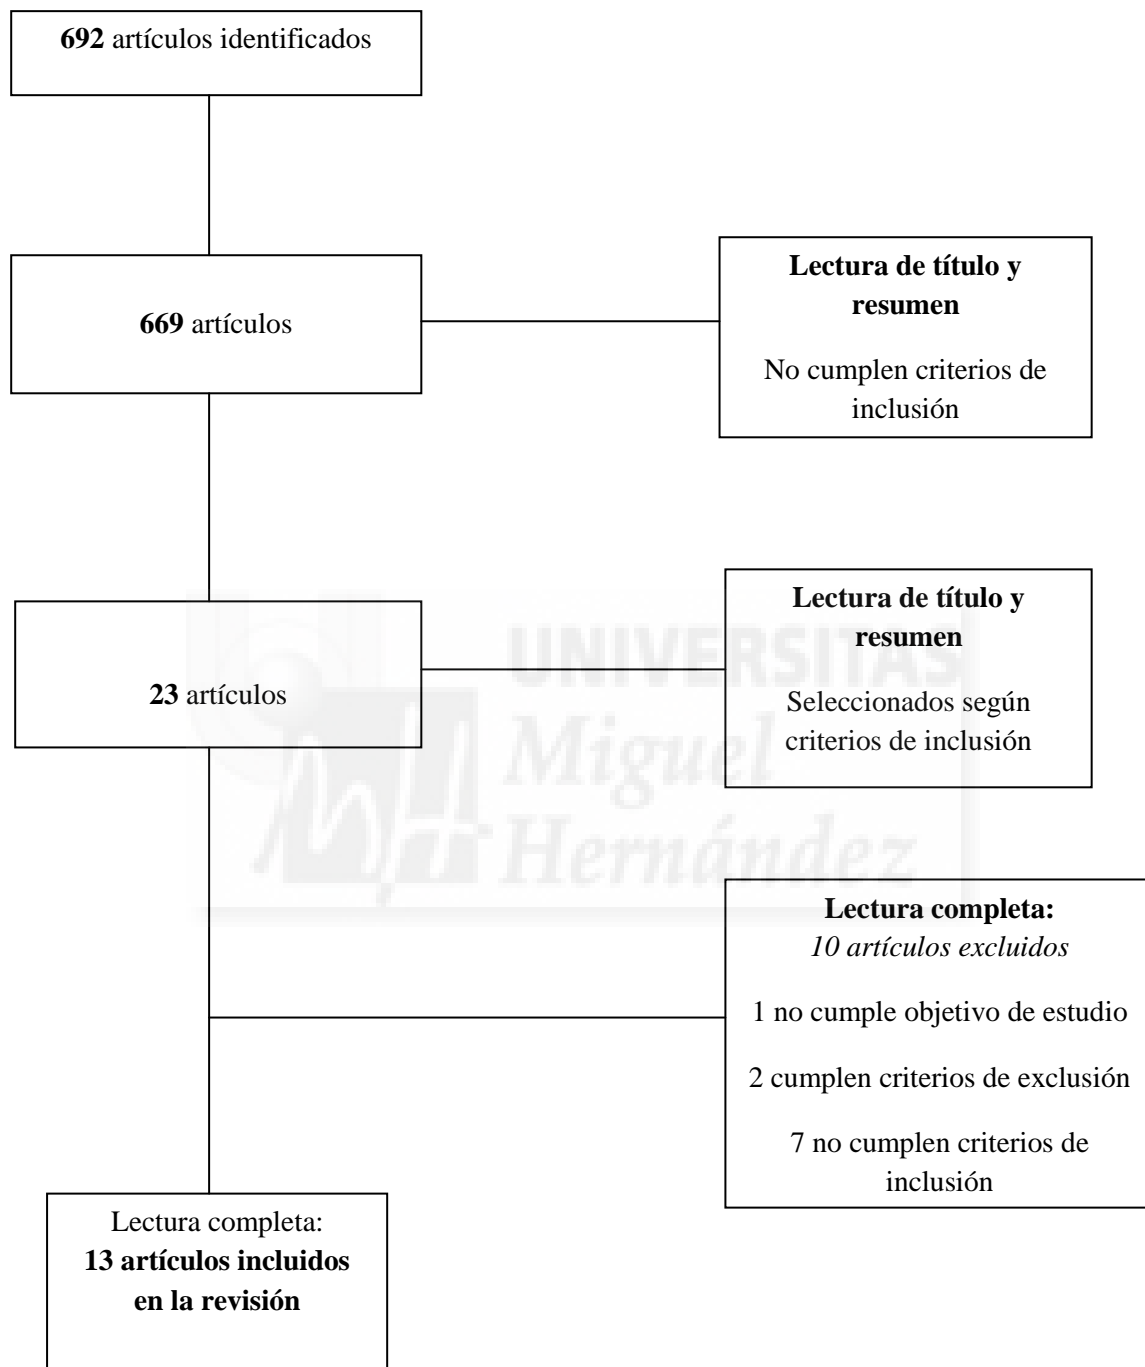 692 artículos identificados
669 artículos
Lectura de título y
resumen
No cumplen criterios de
inclusión
23 artículos
Lectura de título y
resumen
Seleccionados según
criterios de inclusión
UNIVERSITAS
Miguel
Hernández
Lectura completa:
10 artículos excluidos
1 no cumple objetivo de estudio
2 cumplen criterios de exclusión
7 no cumplen criterios de
inclusión
Lectura completa:
13 artículos incluidos
en la revisión